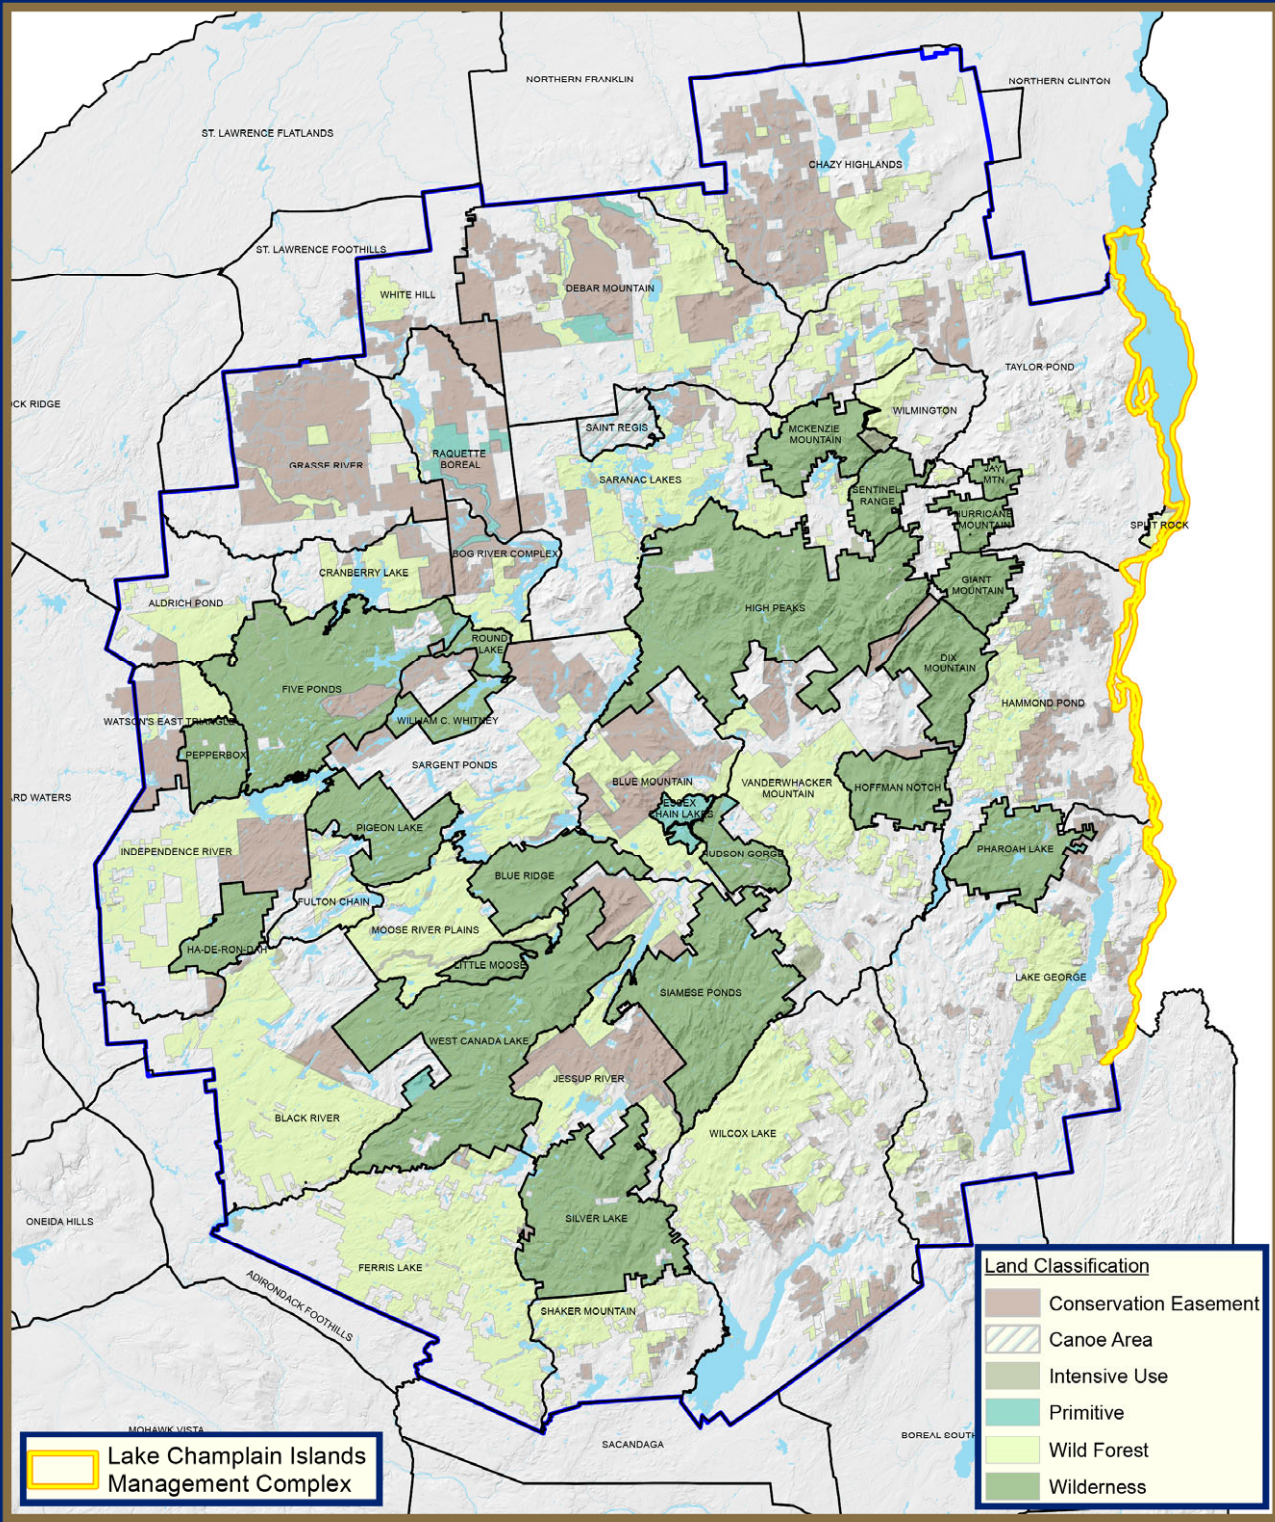 NORTHERN FRANKLIN
NORTHERN CLINTON
ST. LAWRENCE FLATLANDS
CHAZY HIGHLANDS
ST. LAWRENCE FOOTHILLS
WHITE HILL
DEBAR MOUNTAIN
TAYLOR POND
OCK RIDGE
WILMINGTON
SAINT REGIS
MCKENZIE
MOUNTAIN
GRASSE RIVER
RAQUETTE
BOREAL
SARANAC LAKES
JAY
MTN
SENTINEL
RANGE
HURRICANE
MOUNTAIN
SPLIT ROCK
BOG RIVER COMPLEX
CRANBERRY LAKE
GIANT
MOUNTAIN
ALDRICH POND
HIGH PEAKS
ROUND
LAKE
DIX
MOUNTAIN
FIVE PONDS
HAMMOND POND
WATSON'S EAST TRIANGLE
WILLIAM C. WHITNEY
PEPPERBOX
SARGENT PONDS
BLUE MOUNTAIN
VANDERWHACKER
MOUNTAIN
HOFFMAN NOTCH
ARD WATERS
ESSEX
CHAIN LAKES
PIGEON LAKE
INDEPENDENCE RIVER
HUDSON GORGE
PHAROAH LAKE
BLUE RIDGE
FULTON CHAIN
MOOSE RIVER PLAINS
HA-DE-RON-DAH
LITTLE MOOSE
LAKE GEORGE
SIAMESE PONDS
WEST CANADA LAKE
JESSUP RIVER
BLACK RIVER
WILCOX LAKE
ONEIDA HILLS
SILVER LAKE
FERRIS LAKE
ADIRONDACK FOOTHILLS
SHAKER MOUNTAIN
MOHAWK VISTA
SACANDAGA
BOREAL SOUTH
Land Classification
Conservation Easement
Canoe Area
Intensive Use
Primitive
Wild Forest
Wilderness
Lake Champlain Islands
Management Complex